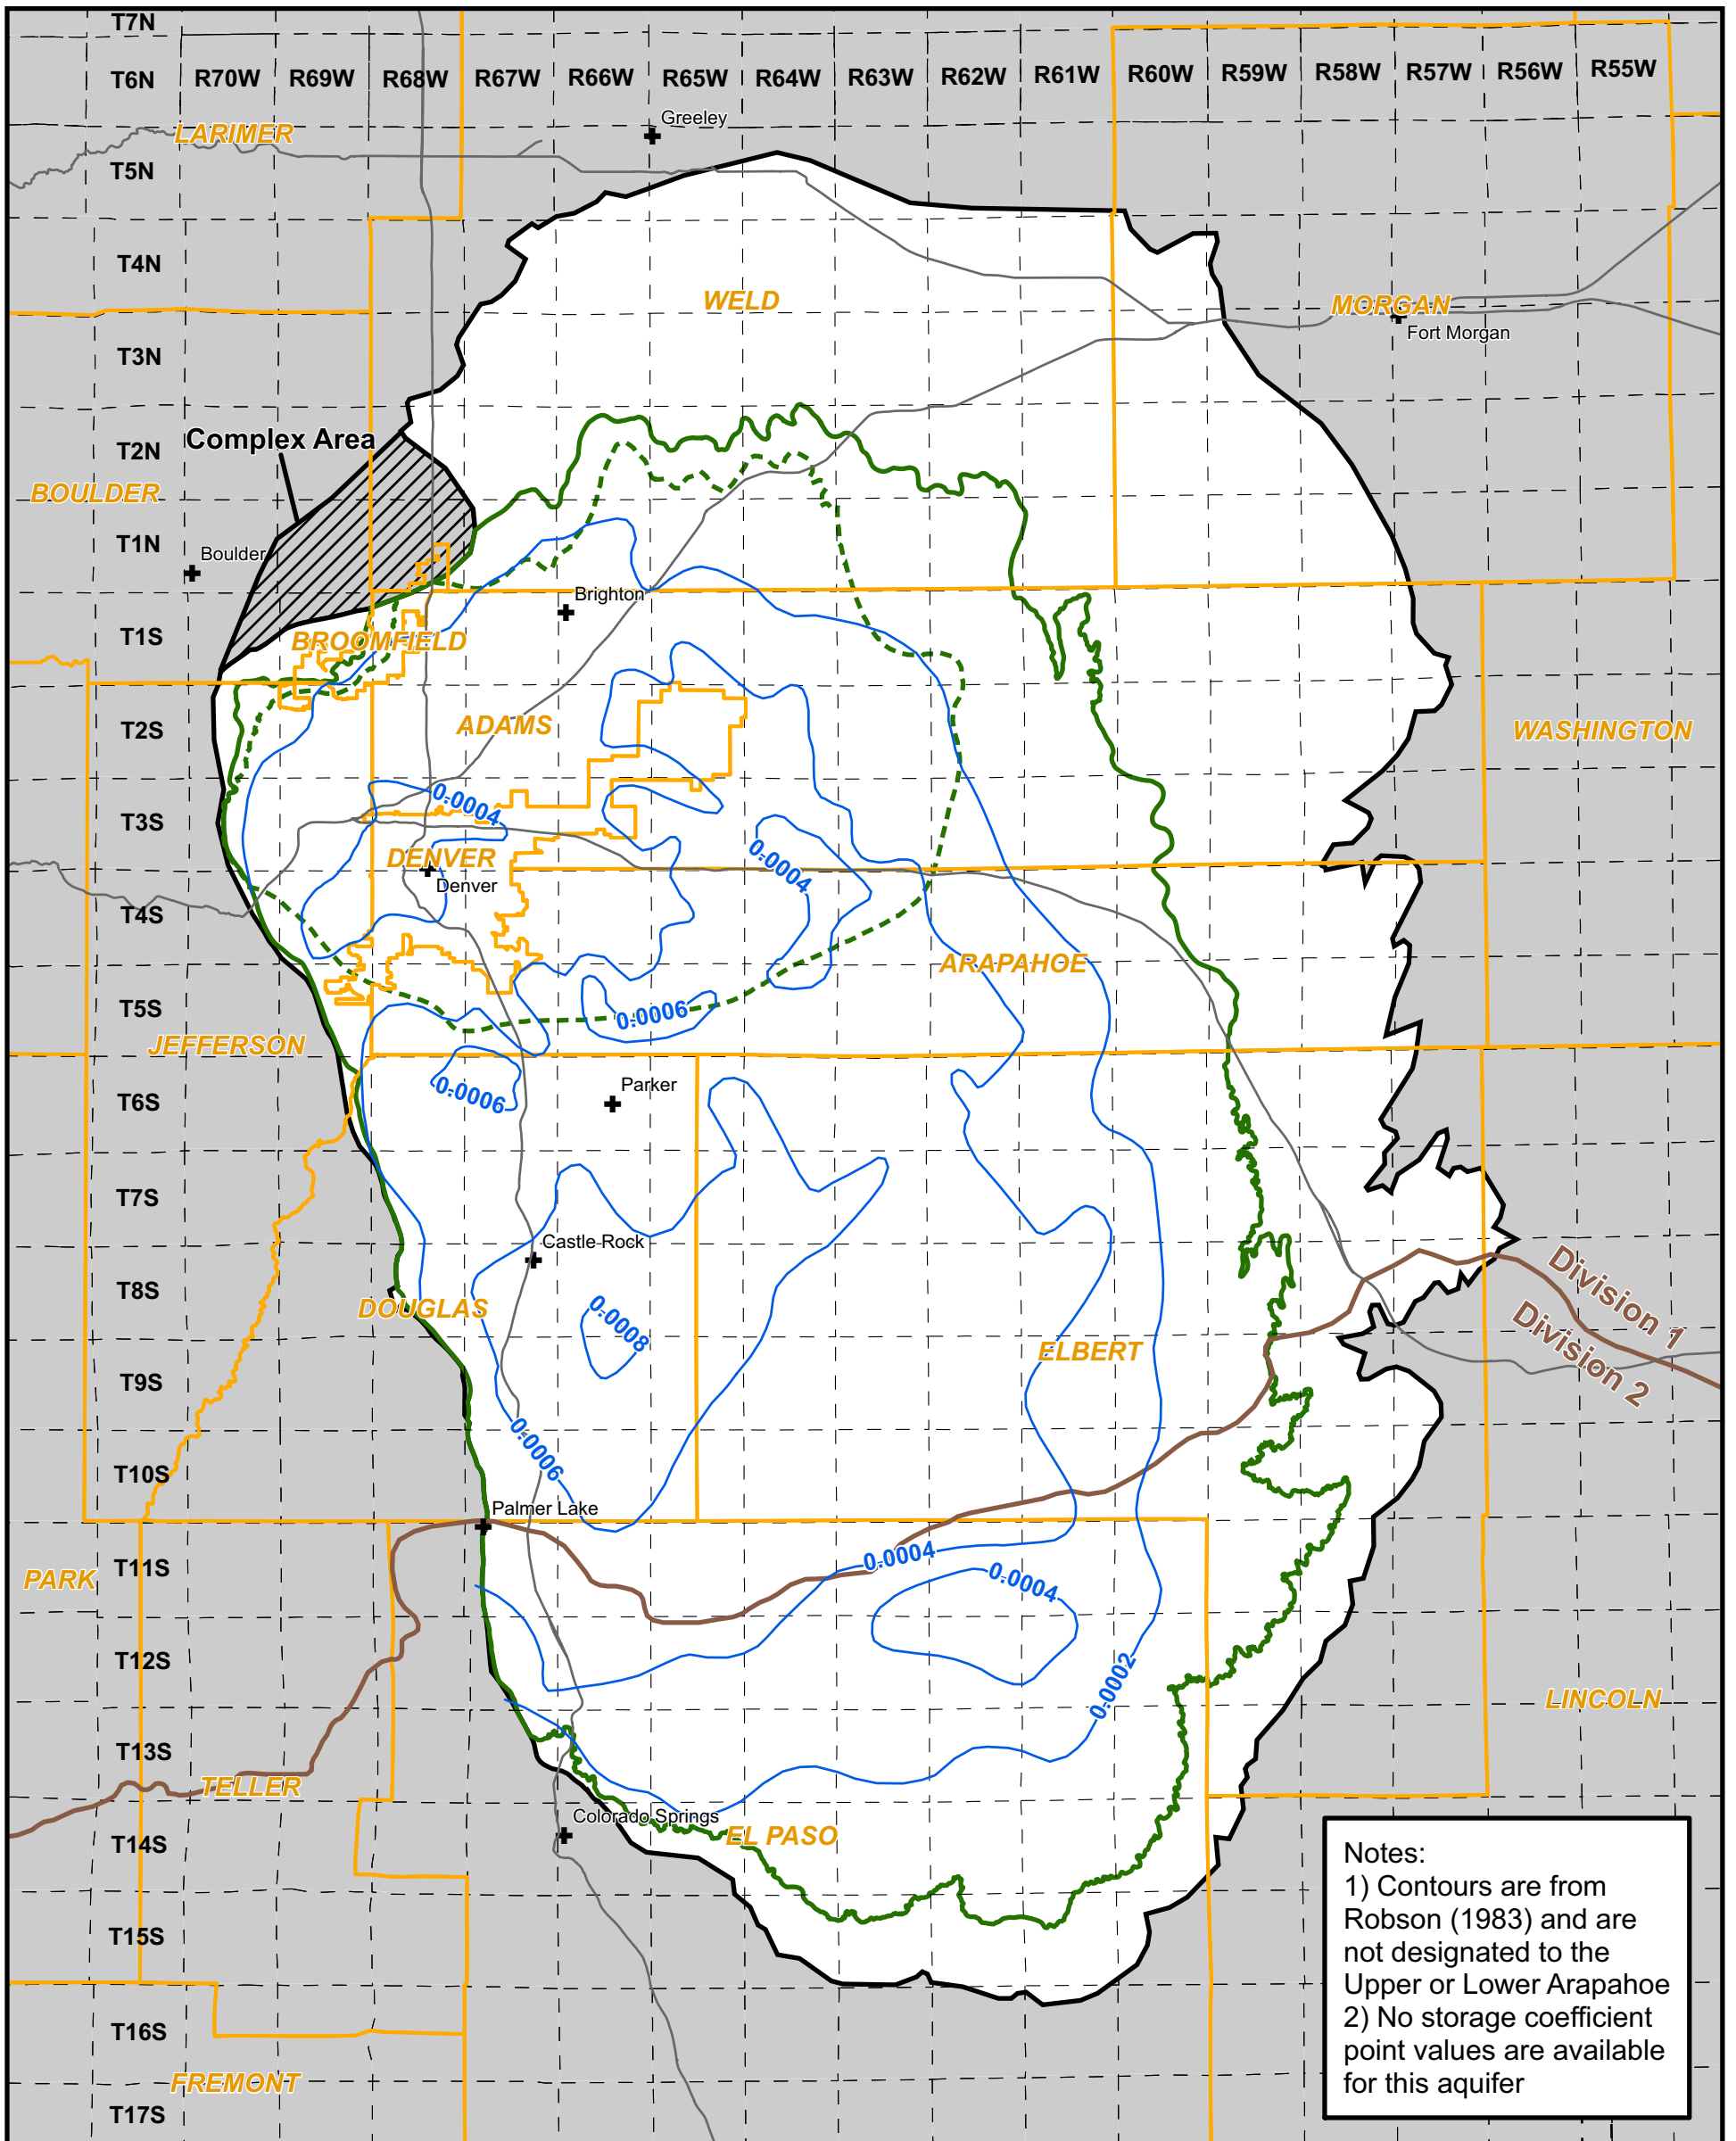 T7N
T6N
R70W
R69W
R68W
R67W
R66W
R65W
R64W
R63W
R62W
R61W
R60W
R59W
R58W
R57W
R56W
R55W
Greeley
LARIMER
T5N
T4N
WELD
MORGAN
Fort Morgan
T3N
Complex Area
T2N
BOULDER
T1N
Boulder
Brighton
T1S
BROOMFIELD
ADAMS
T2S
WASHINGTON
0.0004
T3S
DENVER
0.0004
Denver
T4S
ARAPAHOE
T5S
0.0006
JEFFERSON
Parker
0.0006
T6S
T7S
Castle Rock
Division 1
T8S
DOUGLAS
0.0008
Division 2
ELBERT
T9S
0.0006
T10S
Palmer Lake
0.0004
T11S
PARK
0.0004
T12S
0.0002
LINCOLN
T13S
TELLER
Colorado Springs
EL PASO
T14S
T15S
T16S
FREMONT
T17S
Notes:
1) Contours are from
Robson (1983) and are
not designated to the
Upper or Lower Arapahoe
2) No storage coefficient
point values are available
for this aquifer